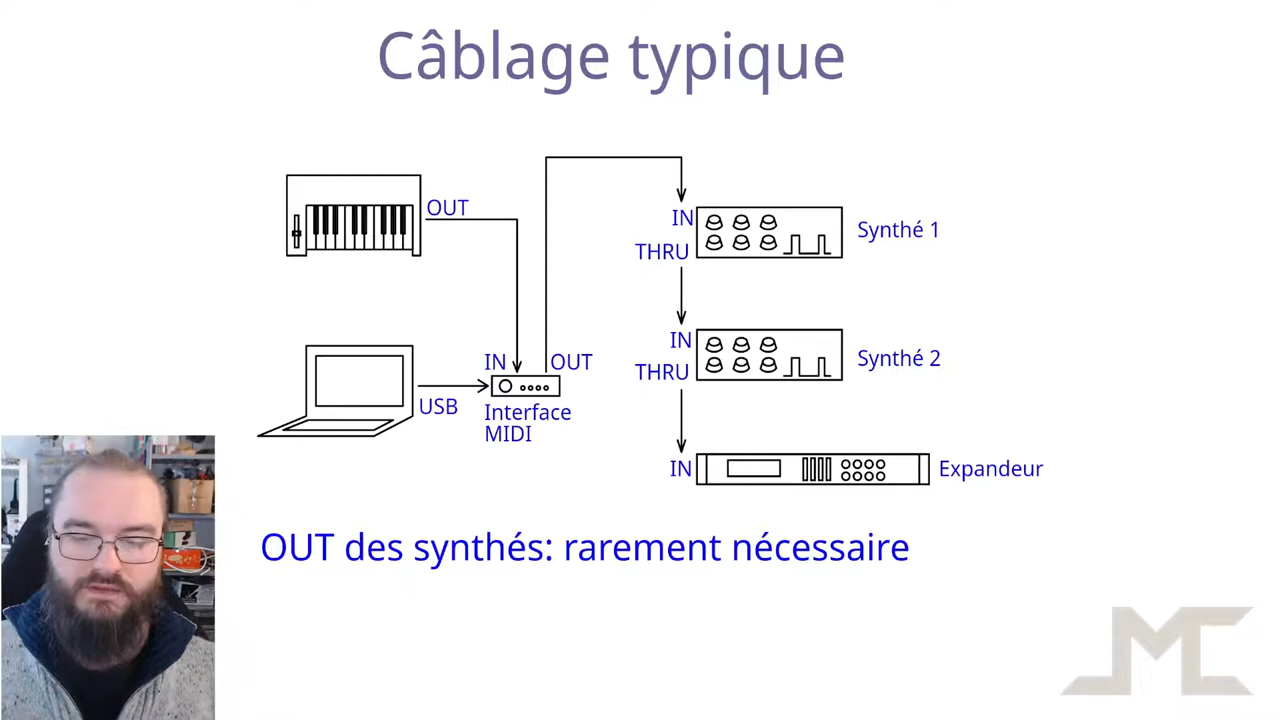 Câblage typique
OUT
IN
Synthé 1
THRU
IN
Synthé 2
THRU
IN
OUT
USB
Interface
MIDI
IN
Expandeur
OUT des synthés: rarement nécessaire
MC